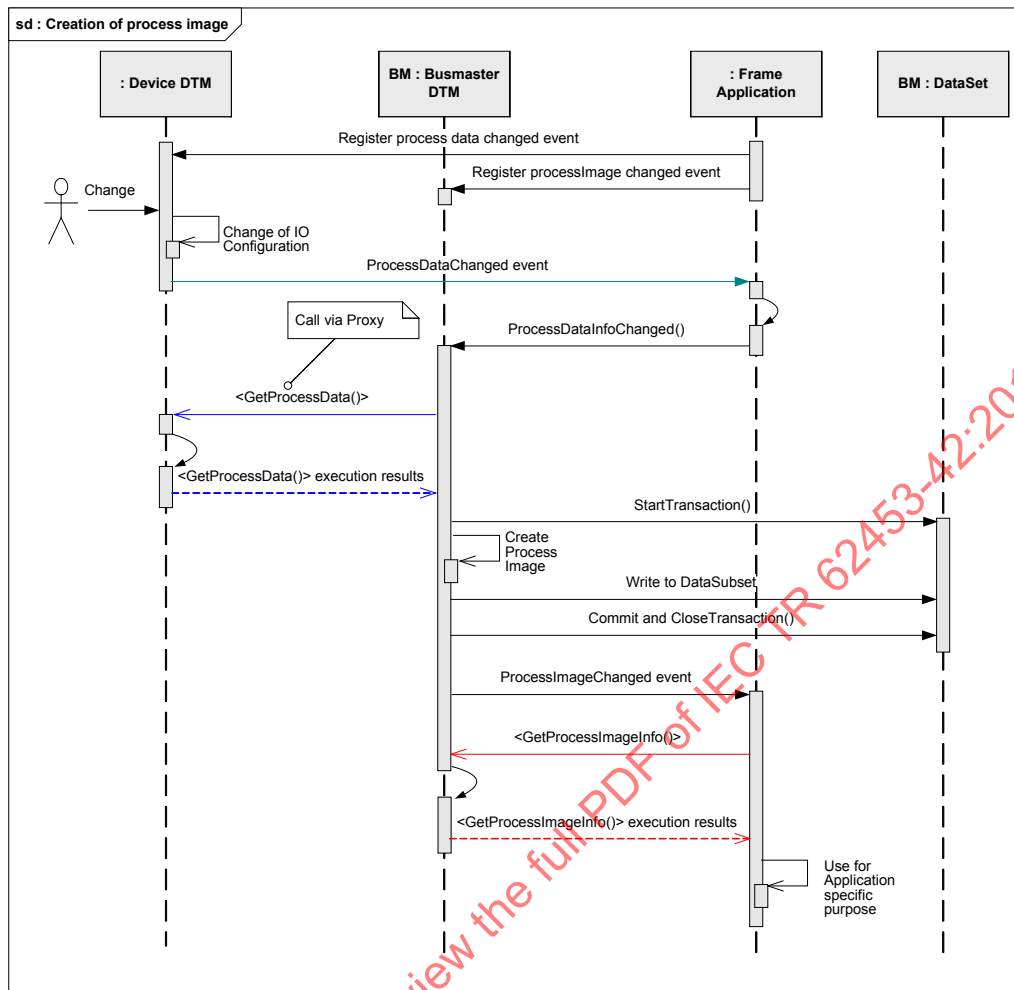 sd : Creation of process image
: Device DTM
BM : Busmaster
DTM
: Frame
Application
BM : DataSet
Register process data changed event
Register processImage changed event
Change
Change of IO
Configuration
ProcessDataChanged event
Call via Proxy
ProcessDataInfoChanged()
<GetProcessData()>
<GetProcessData()> execution results
StartTransaction()
Create
Process
Image
Write to DataSubset
Commit and CloseTransaction()
ProcessImageChanged event
<GetProcessImageInfo()>
<GetProcessImageInfo()> execution results
Use for
Application
specific
purpose
view the full PDF of IEC TR 62453-42:201